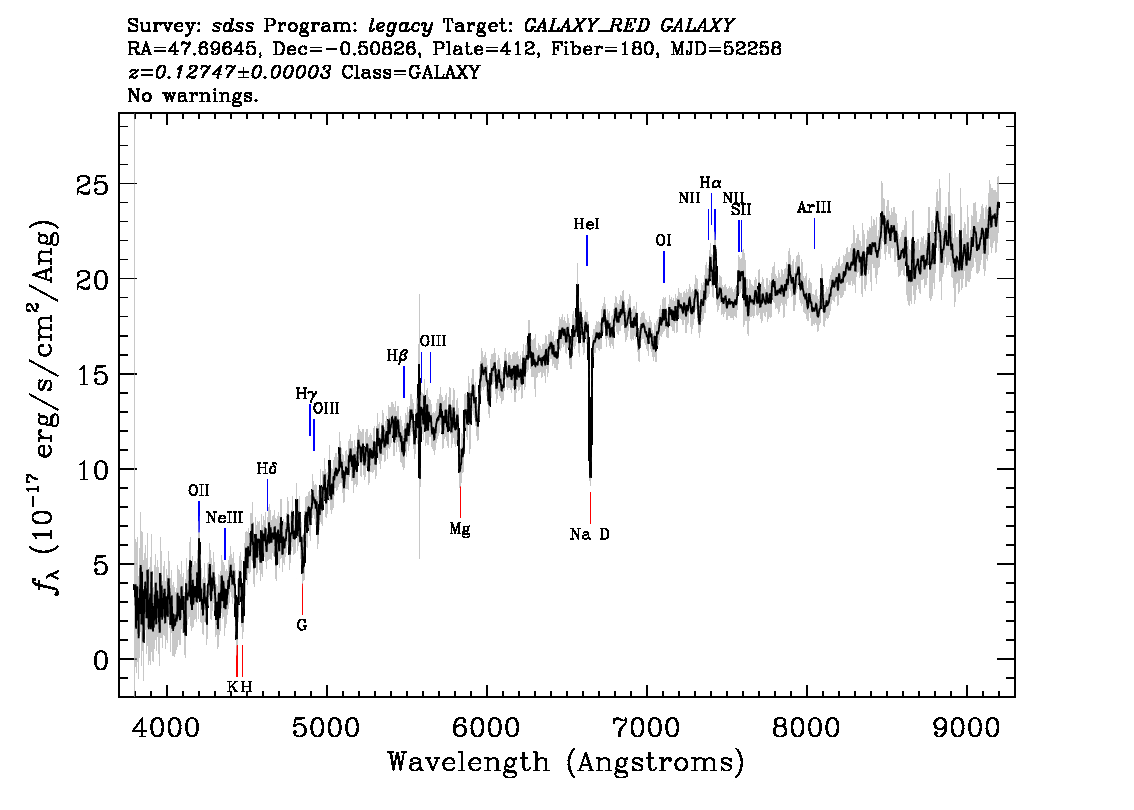 Survey: sdss Program: legacy Target: GALAXY_RED GALAXY
RA=47.69645, Dec=−0.50826, Plate=412, Fiber=180, MJD=52258
z=0.12747±0.00003 Class=GALAXY
No warnings.
25
20
15
10
5
0
f_λ (10^−17 erg/s/cm^2/Ang)
Hα
NII NII
SII
ArIII
HeI
OI
Hβ OIII
Hγ
OIII
Hδ
OII
NeIII
Mg
Na D
G
K H
4000 5000 6000 7000 8000 9000
Wavelength (Angstroms)